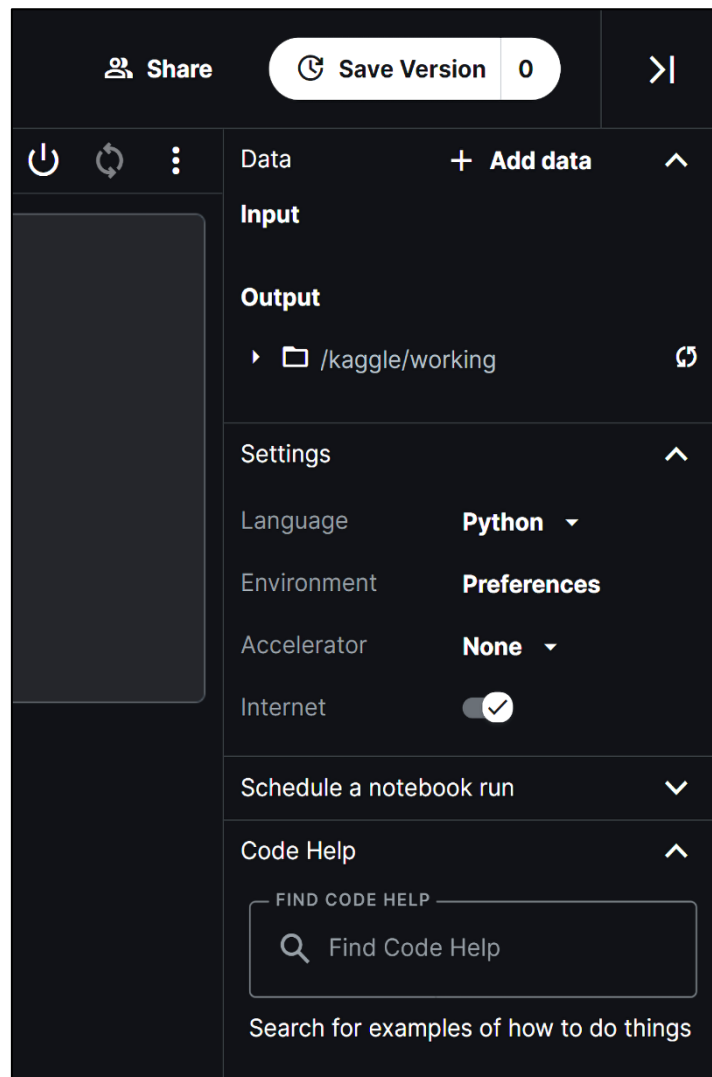 Share Save Version 0
Data + Add data
Input
Output
/kaggle/working
Settings
Language Python
Environment Preferences
Accelerator None
Internet
Schedule a notebook run
Code Help
FIND CODE HELP
Find Code Help
Search for examples of how to do things